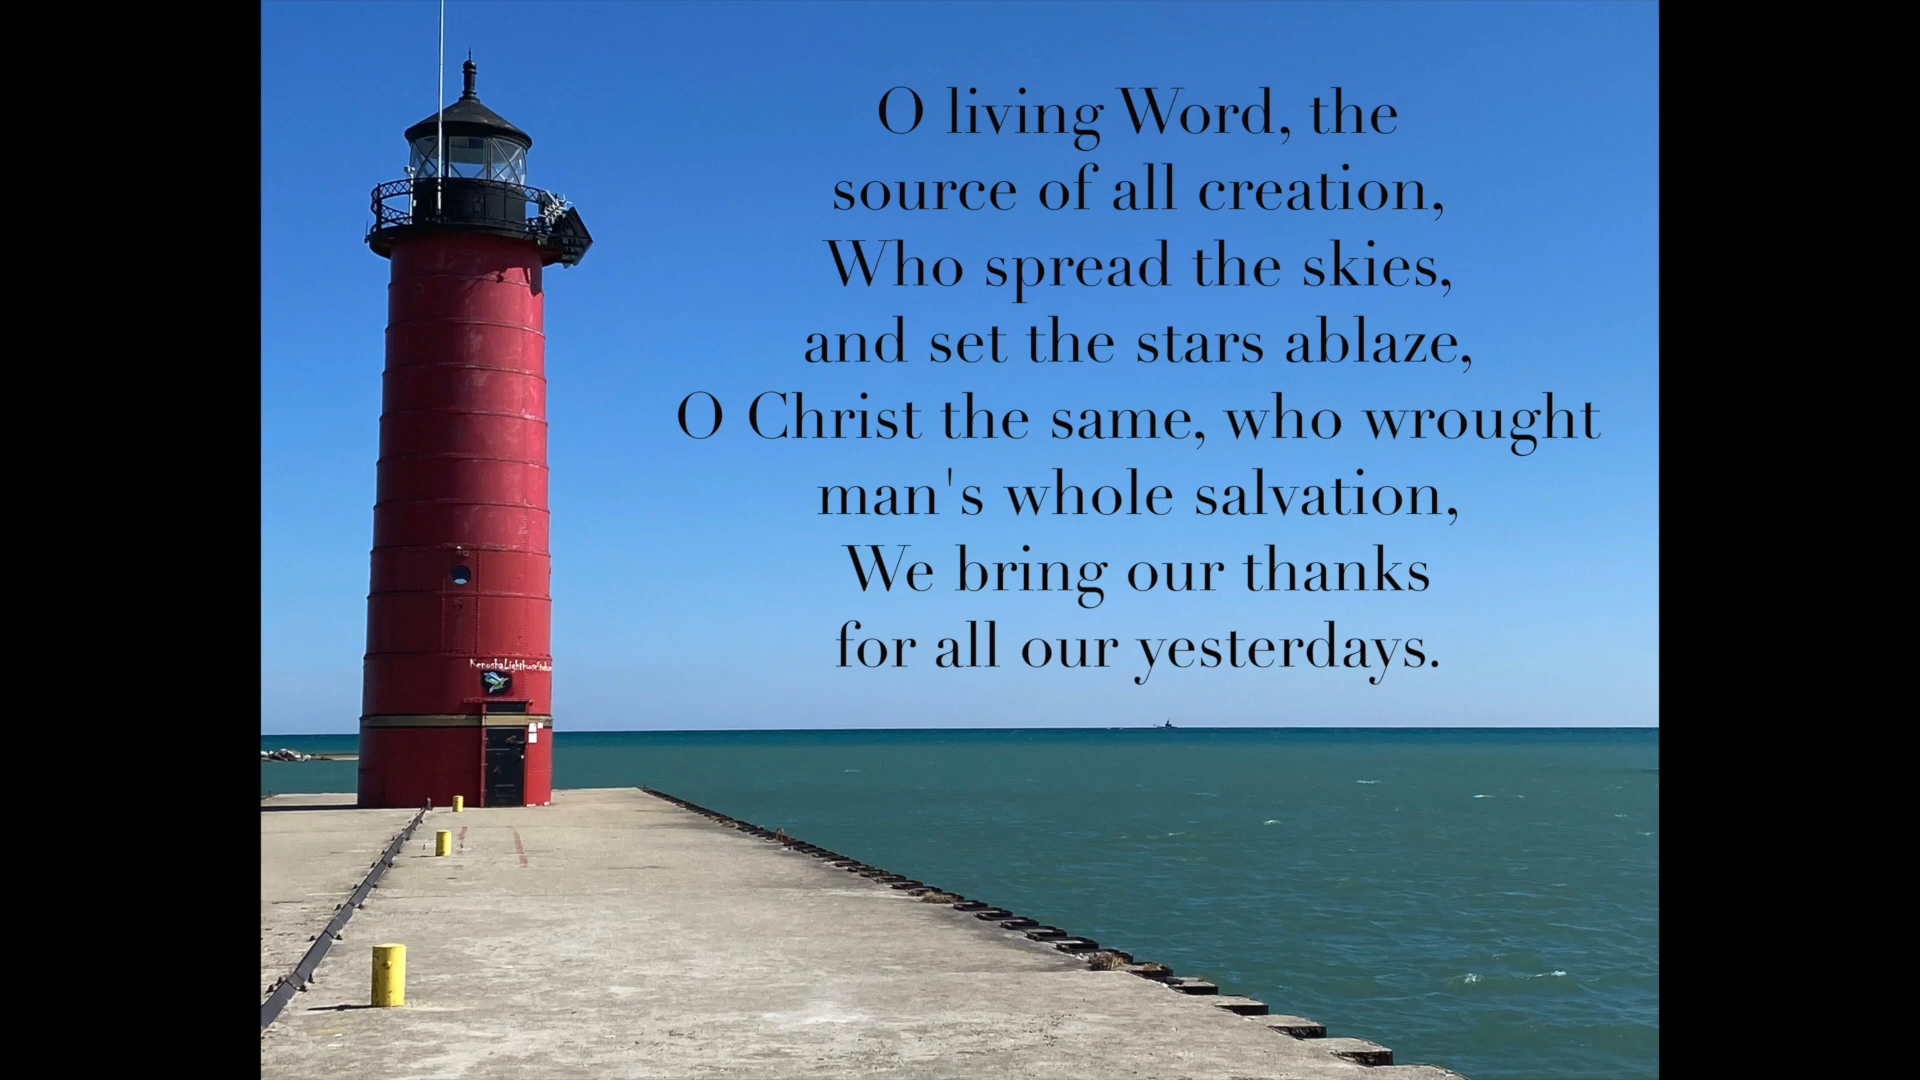 O living Word, the
source of all creation,
Who spread the skies,
and set the stars ablaze,
O Christ the same, who wrought
man's whole salvation,
We bring our thanks
for all our yesterdays.